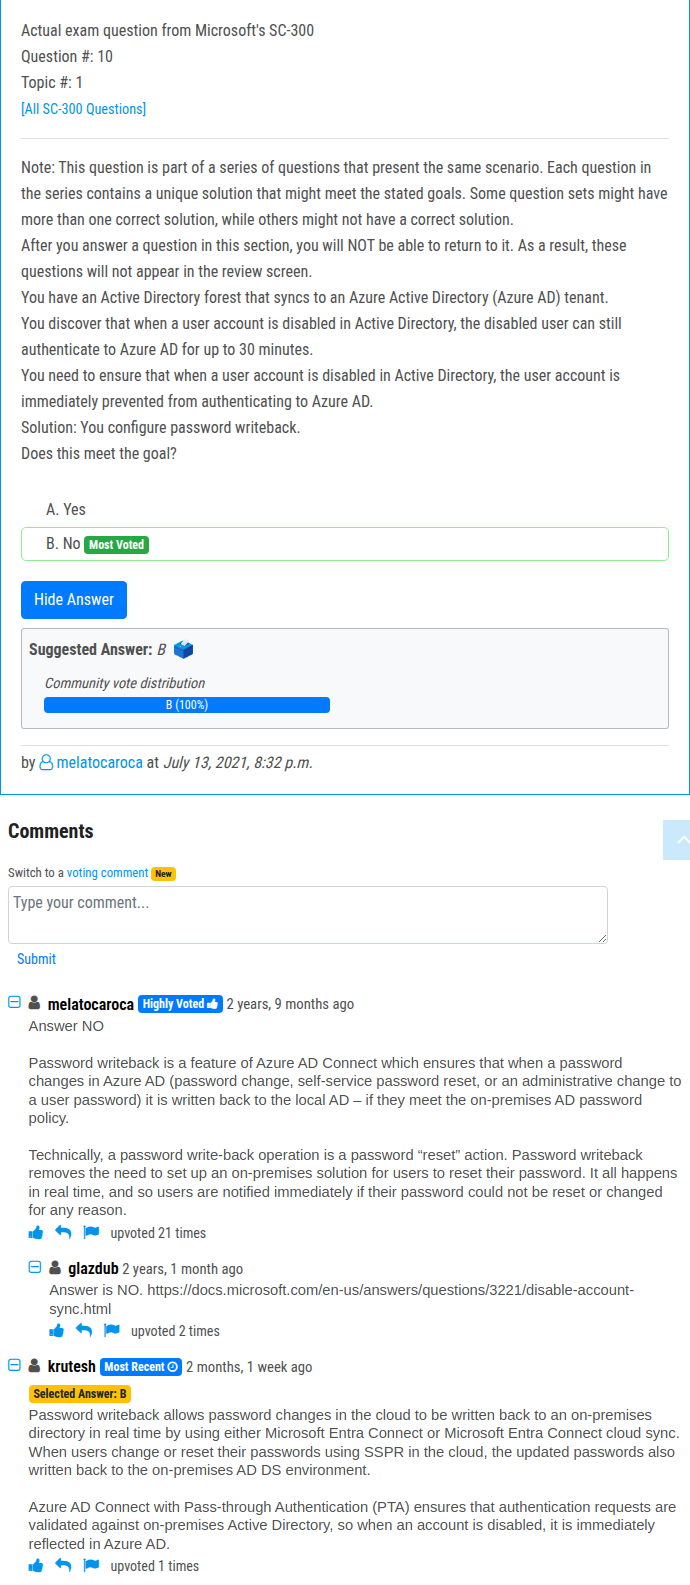 Actual exam question from Microsoft's SC-300
Question #: 10
Topic #: 1
[All SC-300 Questions]
Note: This question is part of a series of questions that present the same scenario. Each question in
the series contains a unique solution that might meet the stated goals. Some question sets might have
more than one correct solution, while others might not have a correct solution.
After you answer a question in this section, you will NOT be able to return to it. As a result, these
questions will not appear in the review screen.
You have an Active Directory forest that syncs to an Azure Active Directory (Azure AD) tenant.
You discover that when a user account is disabled in Active Directory, the disabled user can still
authenticate to Azure AD for up to 30 minutes.
You need to ensure that when a user account is disabled in Active Directory, the user account is
immediately prevented from authenticating to Azure AD.
Solution: You configure password writeback.
Does this meet the goal?
A. Yes
B. No Most Voted
Hide Answer
Suggested Answer: B
Community vote distribution
B (100%)
by melatocaroca at July 13, 2021, 8:32 p.m.
Comments
Switch to a voting comment New
Type your comment...
Submit
melatocaroca Highly Voted 2 years, 9 months ago
Answer NO
Password writeback is a feature of Azure AD Connect which ensures that when a password
changes in Azure AD (password change, self-service password reset, or an administrative change to
a user password) it is written back to the local AD – if they meet the on-premises AD password
policy.
Technically, a password write-back operation is a password “reset” action. Password writeback
removes the need to set up an on-premises solution for users to reset their password. It all happens
in real time, and so users are notified immediately if their password could not be reset or changed
for any reason.
upvoted 21 times
glazdub 2 years, 1 month ago
Answer is NO. https://docs.microsoft.com/en-us/answers/questions/3221/disable-account-
sync.html
upvoted 2 times
krutesh Most Recent 2 months, 1 week ago
Selected Answer: B
Password writeback allows password changes in the cloud to be written back to an on-premises
directory in real time by using either Microsoft Entra Connect or Microsoft Entra Connect cloud sync.
When users change or reset their passwords using SSPR in the cloud, the updated passwords also
written back to the on-premises AD DS environment.
Azure AD Connect with Pass-through Authentication (PTA) ensures that authentication requests are
validated against on-premises Active Directory, so when an account is disabled, it is immediately
reflected in Azure AD.
upvoted 1 times